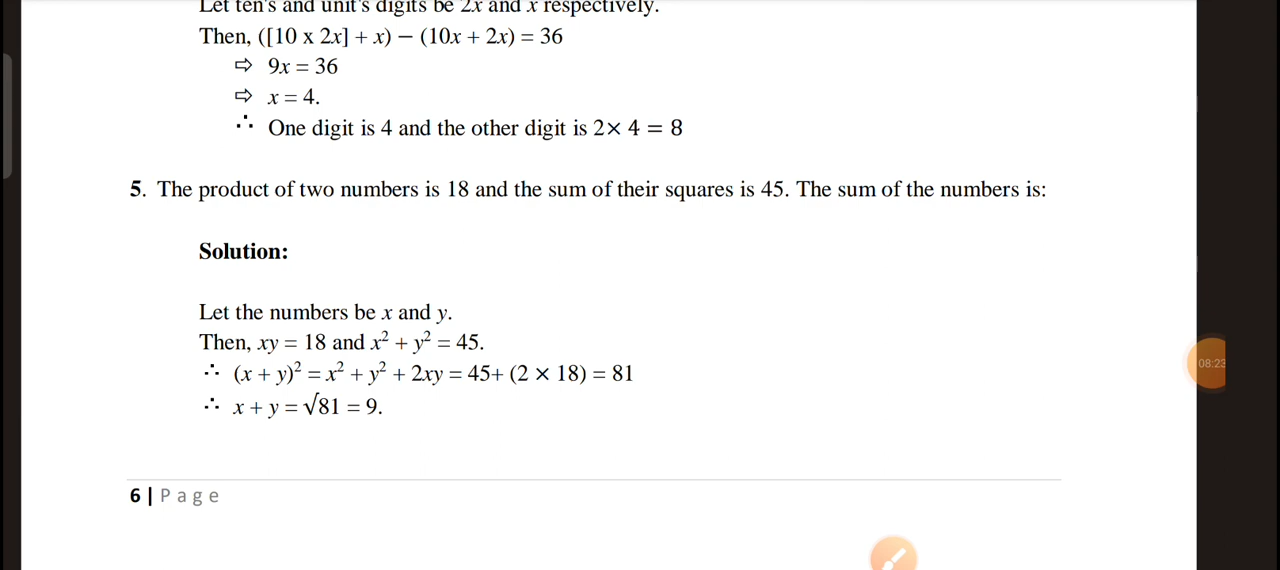 Let ten's and unit's digits be 2x and x respectively.
Then, ([10 x 2x] + x) − (10x + 2x) = 36
⇨ 9x = 36
⇨ x = 4.
∴ One digit is 4 and the other digit is 2× 4 = 8
5. The product of two numbers is 18 and the sum of their squares is 45. The sum of the numbers is:
Solution:
Let the numbers be x and y.
Then, xy = 18 and x² + y² = 45.
∴ (x + y)² = x² + y² + 2xy = 45+ (2 × 18) = 81
∴ x + y = √81 = 9.
08:23
6 | Page